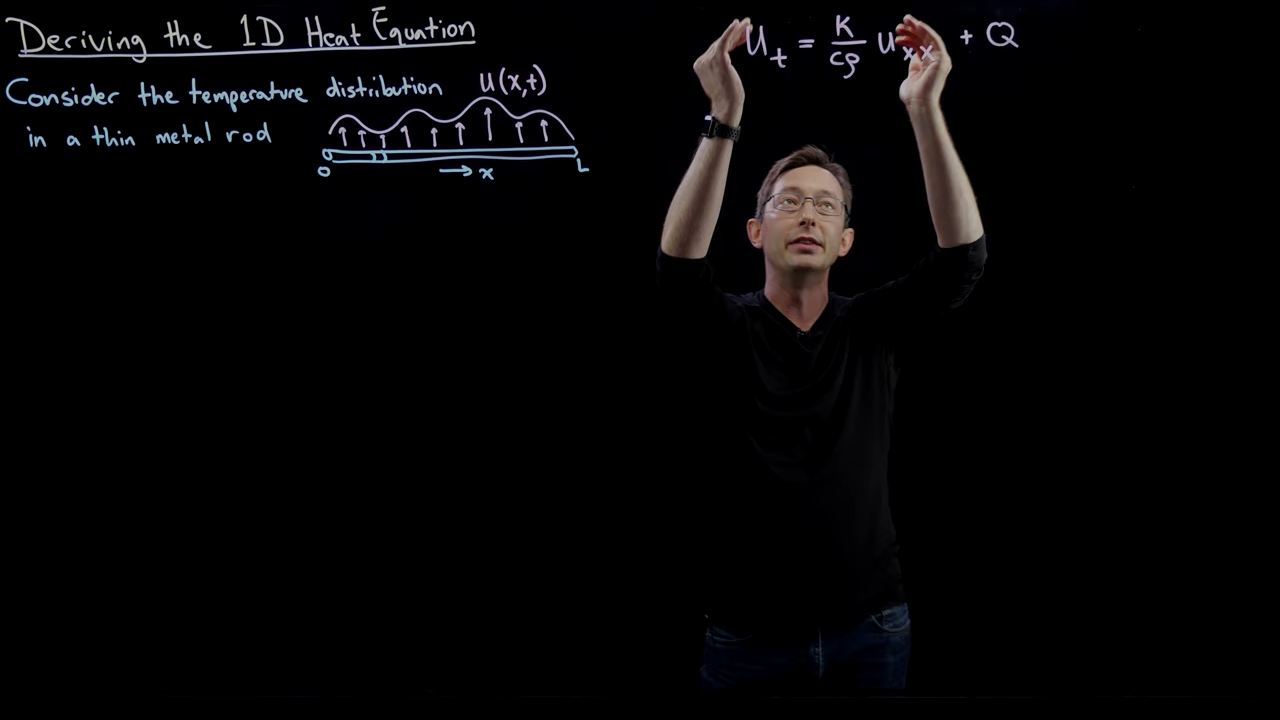 Deriving the 1D Heat Equation
U_t = K/cρ u_xx + Q
Consider the temperature distribution u(x,t)
in a thin metal rod
0 → x L